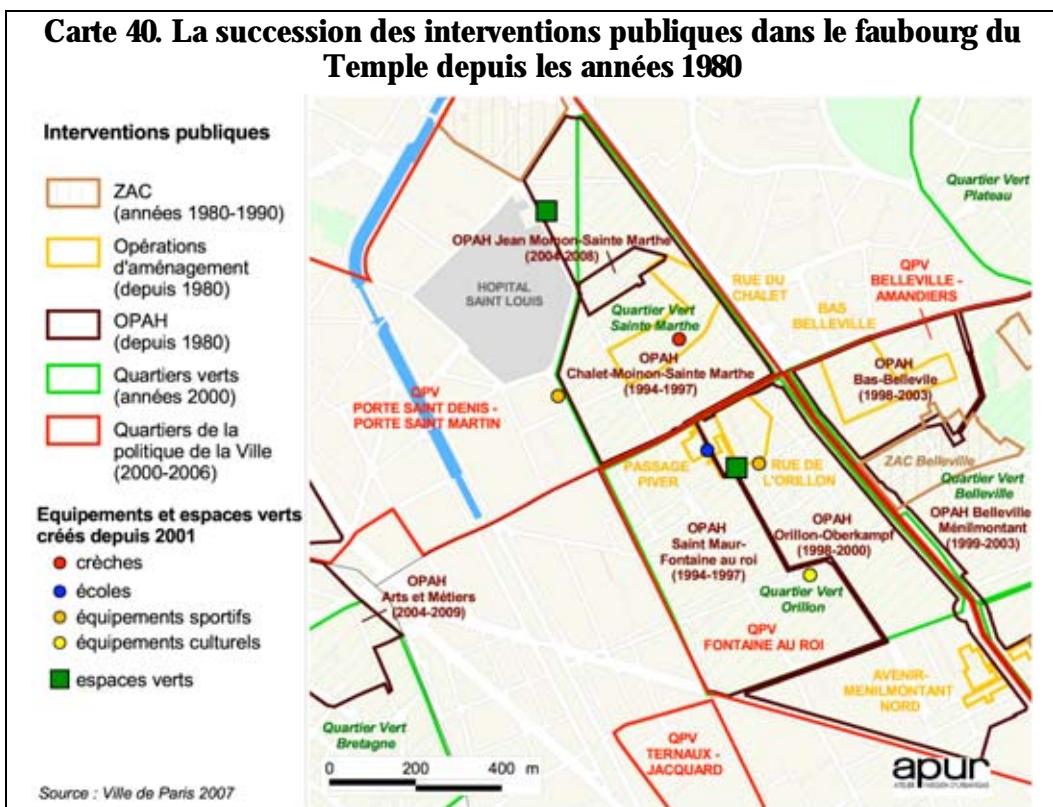 Carte 40. La succession des interventions publiques dans le faubourg du
Temple depuis les années 1980
Interventions publiques
ZAC
(années 1980-1990)
Opérations
d'aménagement
(depuis 1980)
OPAH
(depuis 1980)
Quartiers verts
(années 2000)
Quartiers de la
politique de la Ville
(2000-2006)
Equipements et espaces verts
créés depuis 2001
crèches
écoles
équipements sportifs
équipements culturels
espaces verts
Source : Ville de Paris 2007
Quartier Vert
Plateau
OPAH Jean Moinon-Sainte Marthe
(2004-2008)
HOPITAL
SAINT LOUIS
RUE DU
CHALET
QPV
BELLEVILLE -
AMANDIERS
BAS
BELLEVILLE
Quartier Vert
Sainte Marthe
OPAH
Chalet-Moinon-Sainte Marthe
(1994-1997)
OPAH
Bas-Belleville
(1998-2003)
QPV
PORTE SAINT DENIS -
PORTE SAINT MARTIN
PASSAGE
PIVER
RUE DE
L'ORILLON
ZAC Belleville
Quartier Vert
Belleville
OPAH Belleville
Ménilmontant
(1999-2003)
OPAH
Saint Maur-
Fontaine au roi
(1994-1997)
OPAH
Orillon-Oberkampf
(1998-2000)
Quartier Vert
Orillon
OPAH
Arts et Métiers
(2004-2009)
QPV
FONTAINE AU ROI
AVENIR-
MENILMONTANT
NORD
Quartier Vert
Bretagne
QPV
TERNAUX -
JACQUARD
0 200 400 m
apur
ATELIER PARISIEN D'URBANISME